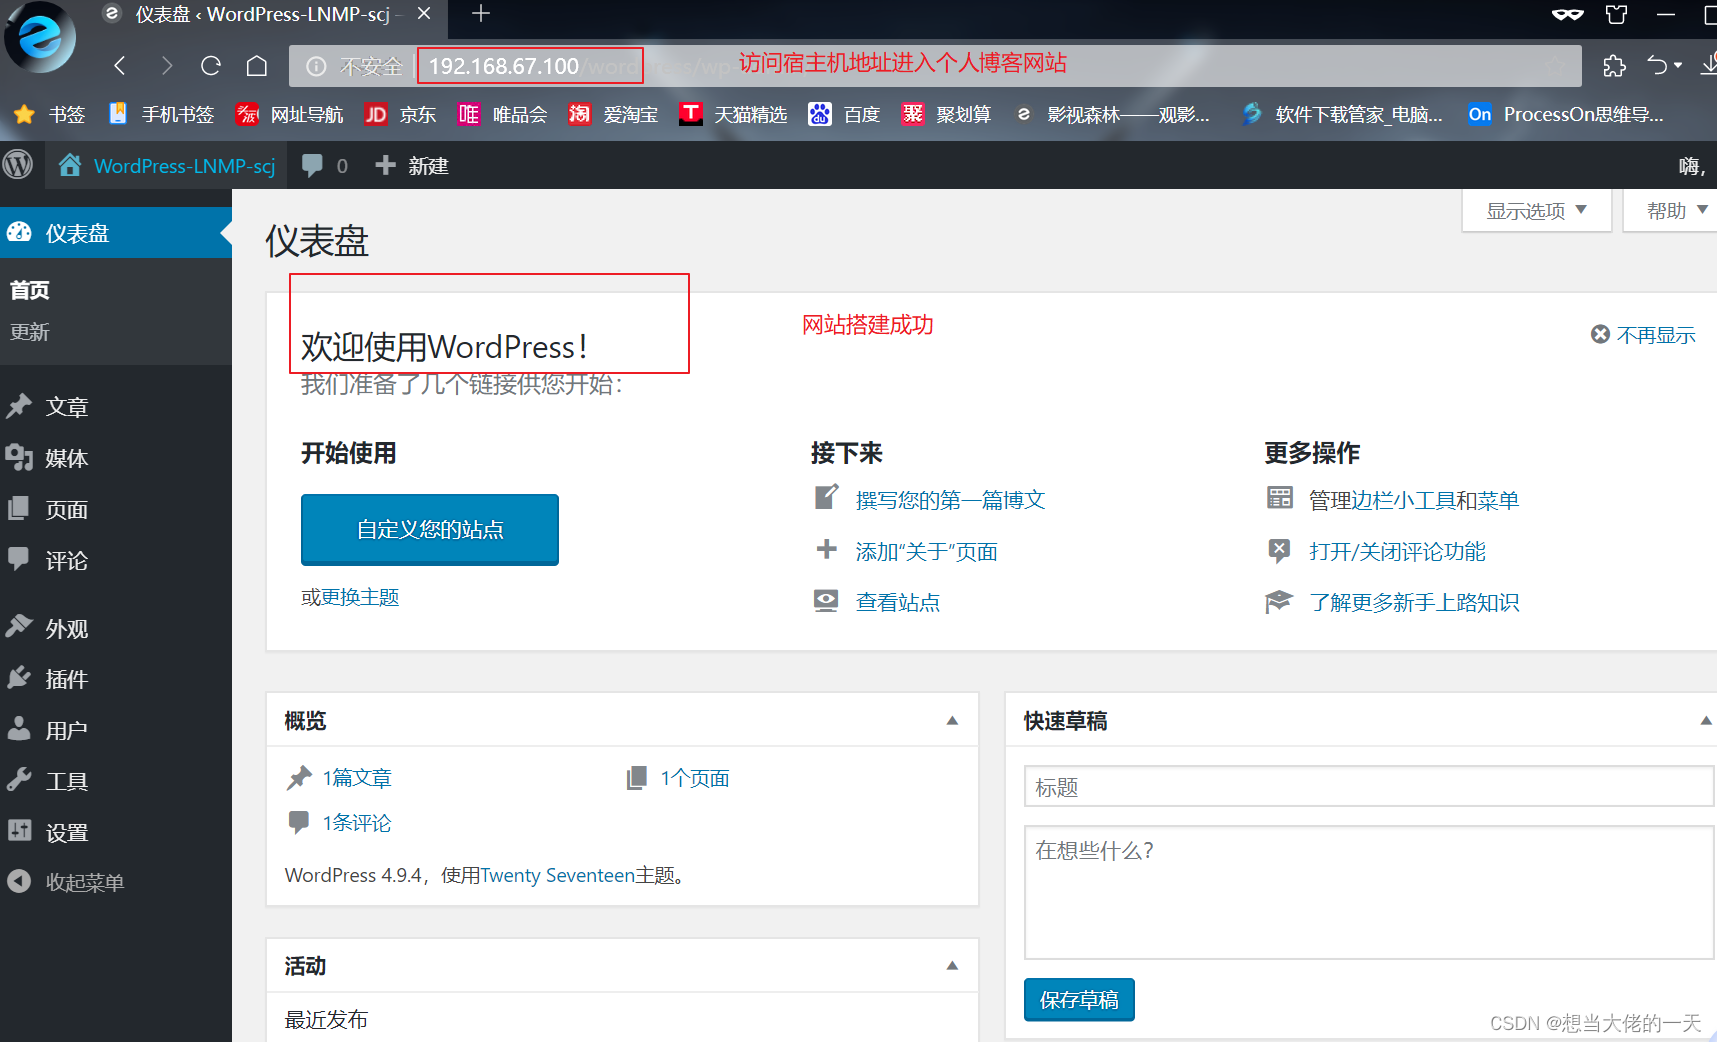 仪表盘 ‹ WordPress-LNMP-scj –
不安全 192.168.67.100/wordpress/wp- 访问宿主机地址进入个人博客网站
书签 手机书签 网址导航 JD 京东 唯 唯品会 淘 爱淘宝 T 天猫精选 百度 聚 聚划算 影视森林——观影... 软件下载管家_电脑... On ProcessOn思维导...
WordPress-LNMP-scj 0 新建 嗨,
显示选项 帮助
仪表盘
首页
更新
文章
媒体
页面
评论
外观
插件
用户
工具
设置
收起菜单
仪表盘
欢迎使用WordPress!
网站搭建成功
不再显示
我们准备了几个链接供您开始:
开始使用
自定义您的站点
或更换主题
接下来
撰写您的第一篇博文
添加“关于”页面
查看站点
更多操作
管理边栏小工具和菜单
打开/关闭评论功能
了解更多新手上路知识
概览
1篇文章 1个页面
1条评论
WordPress 4.9.4，使用Twenty Seventeen主题。
活动
最近发布
快速草稿
标题
在想些什么?
保存草稿
CSDN @想当大佬的一天